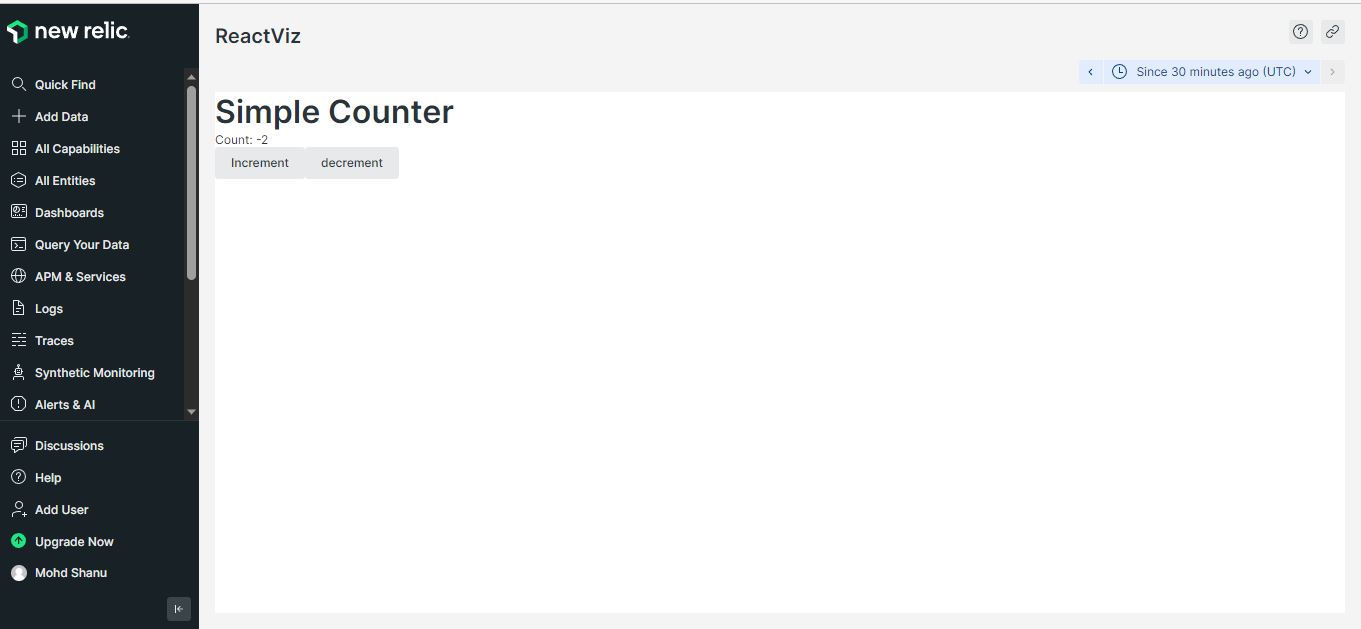 new relic.
Quick Find
Add Data
All Capabilities
All Entities
Dashboards
Query Your Data
APM & Services
Logs
Traces
Synthetic Monitoring
Alerts & AI
Discussions
Help
Add User
Upgrade Now
Mohd Shanu
ReactViz
Since 30 minutes ago (UTC)
Simple Counter
Count: -2
Increment decrement